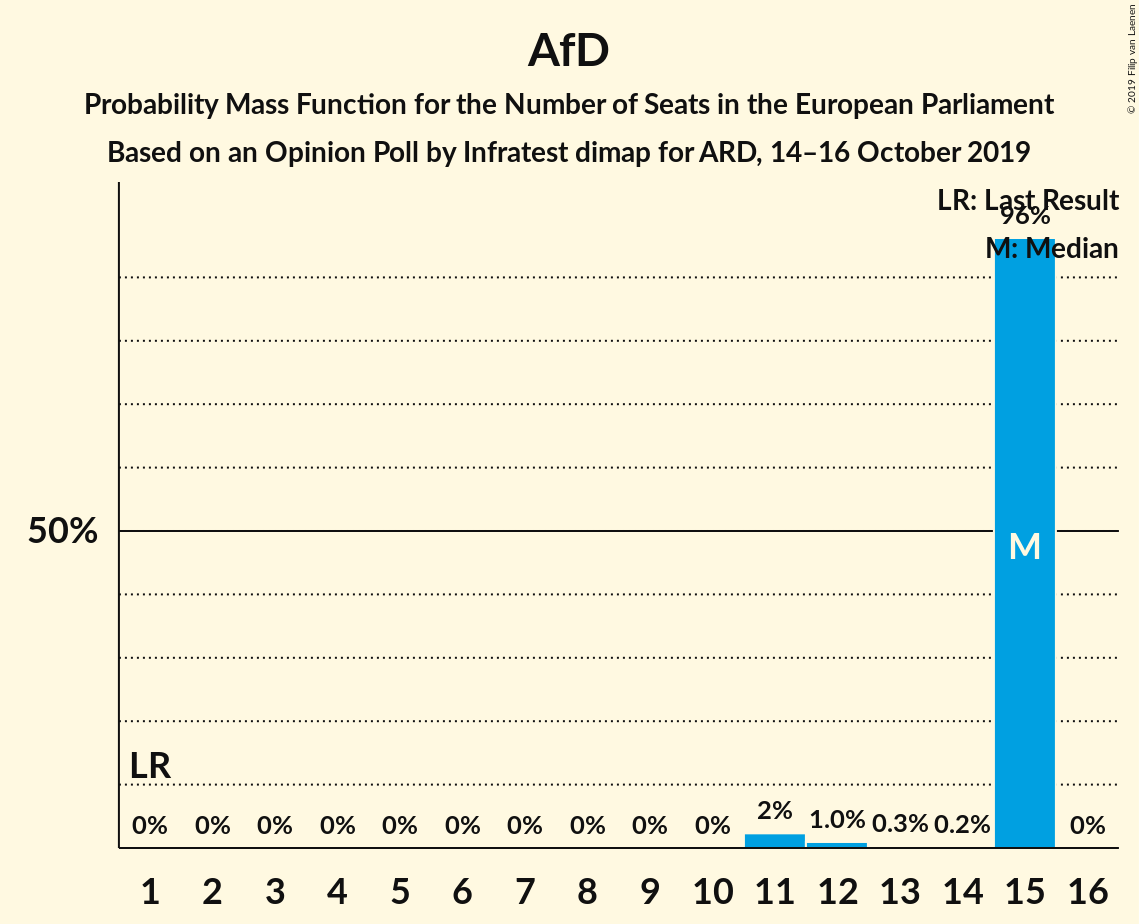 AfD
Probability Mass Function for the Number of Seats in the European Parliament
Based on an Opinion Poll by Infratest dimap for ARD, 14–16 October 2019
© 2019 Filip van Laenen
LR: Last Result
96%
M: Median
50%
M
LR
0% 0% 0% 0% 0% 0% 0% 0% 0% 0% 2% 1.0% 0.3% 0.2% 0%
1 2 3 4 5 6 7 8 9 10 11 12 13 14 15 16